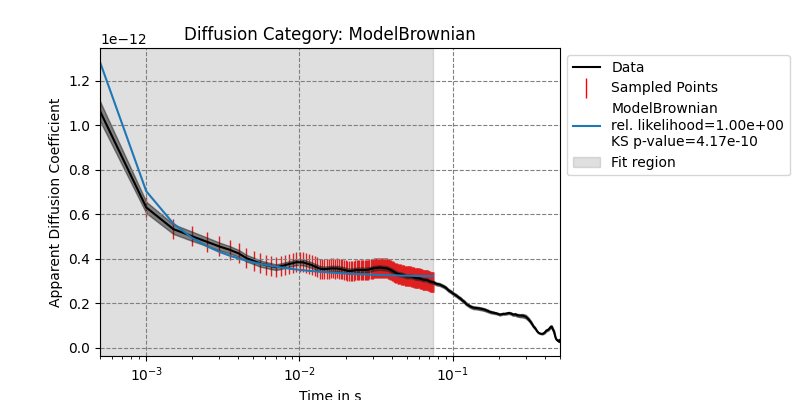 Diffusion Category: ModelBrownian
1e−12
1.2
1.0
0.8
0.6
0.4
0.2
0.0
Apparent Diffusion Coefficient
10⁻³
10⁻²
10⁻¹
Time in s
Data
Sampled Points
ModelBrownian
rel. likelihood=1.00e+00
KS p-value=4.17e-10
Fit region